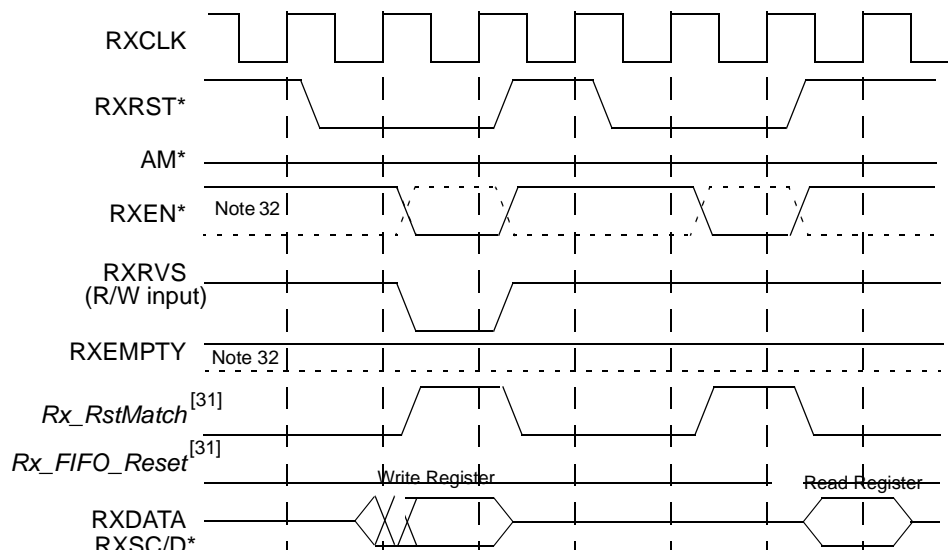 RXCLK
RXRST*
AM*
RXEN*
Note 32
RXRVS
(R/W input)
RXEMPTY
Note 32
Rx_RstMatch[31]
Rx_FIFO_Reset[31]
Write Register
Read Register
RXDATA
RXSC/D*